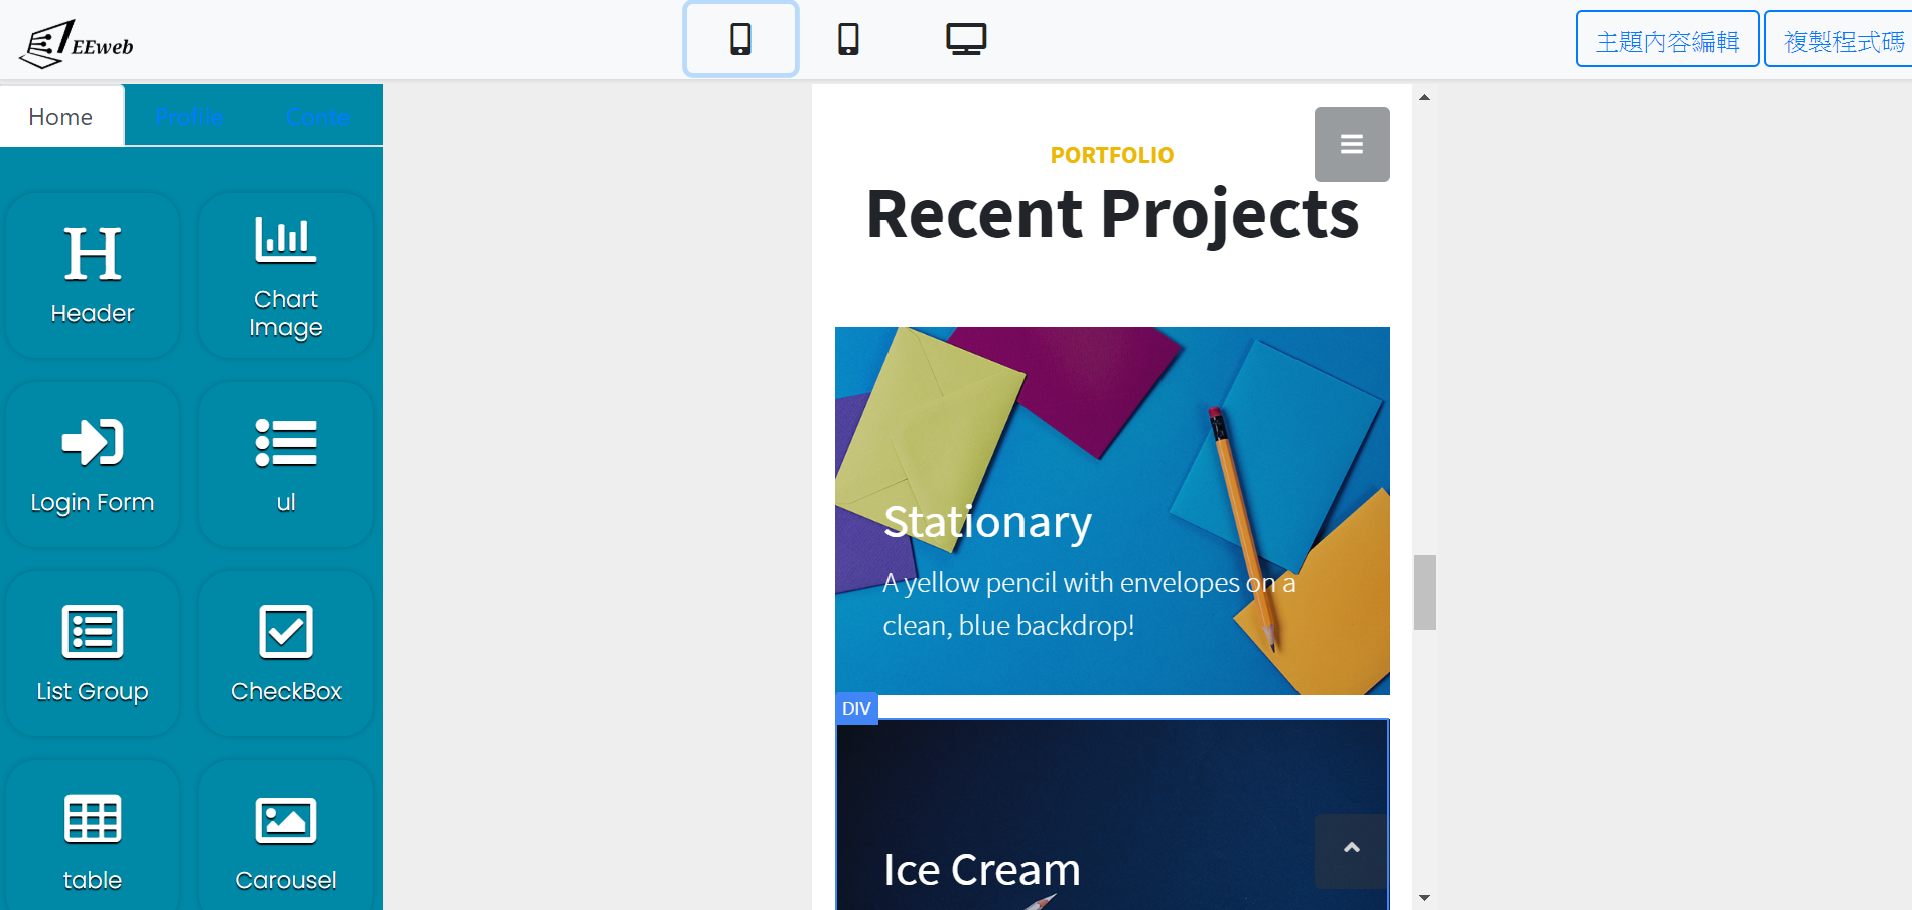 EEweb
主題內容編輯
複製程式碼
Home
Profile
Conte
Header
Chart
Image
Login Form
ul
List Group
CheckBox
table
Carousel
PORTFOLIO
Recent Projects
Stationary
A yellow pencil with envelopes on a
clean, blue backdrop!
DIV
Ice Cream